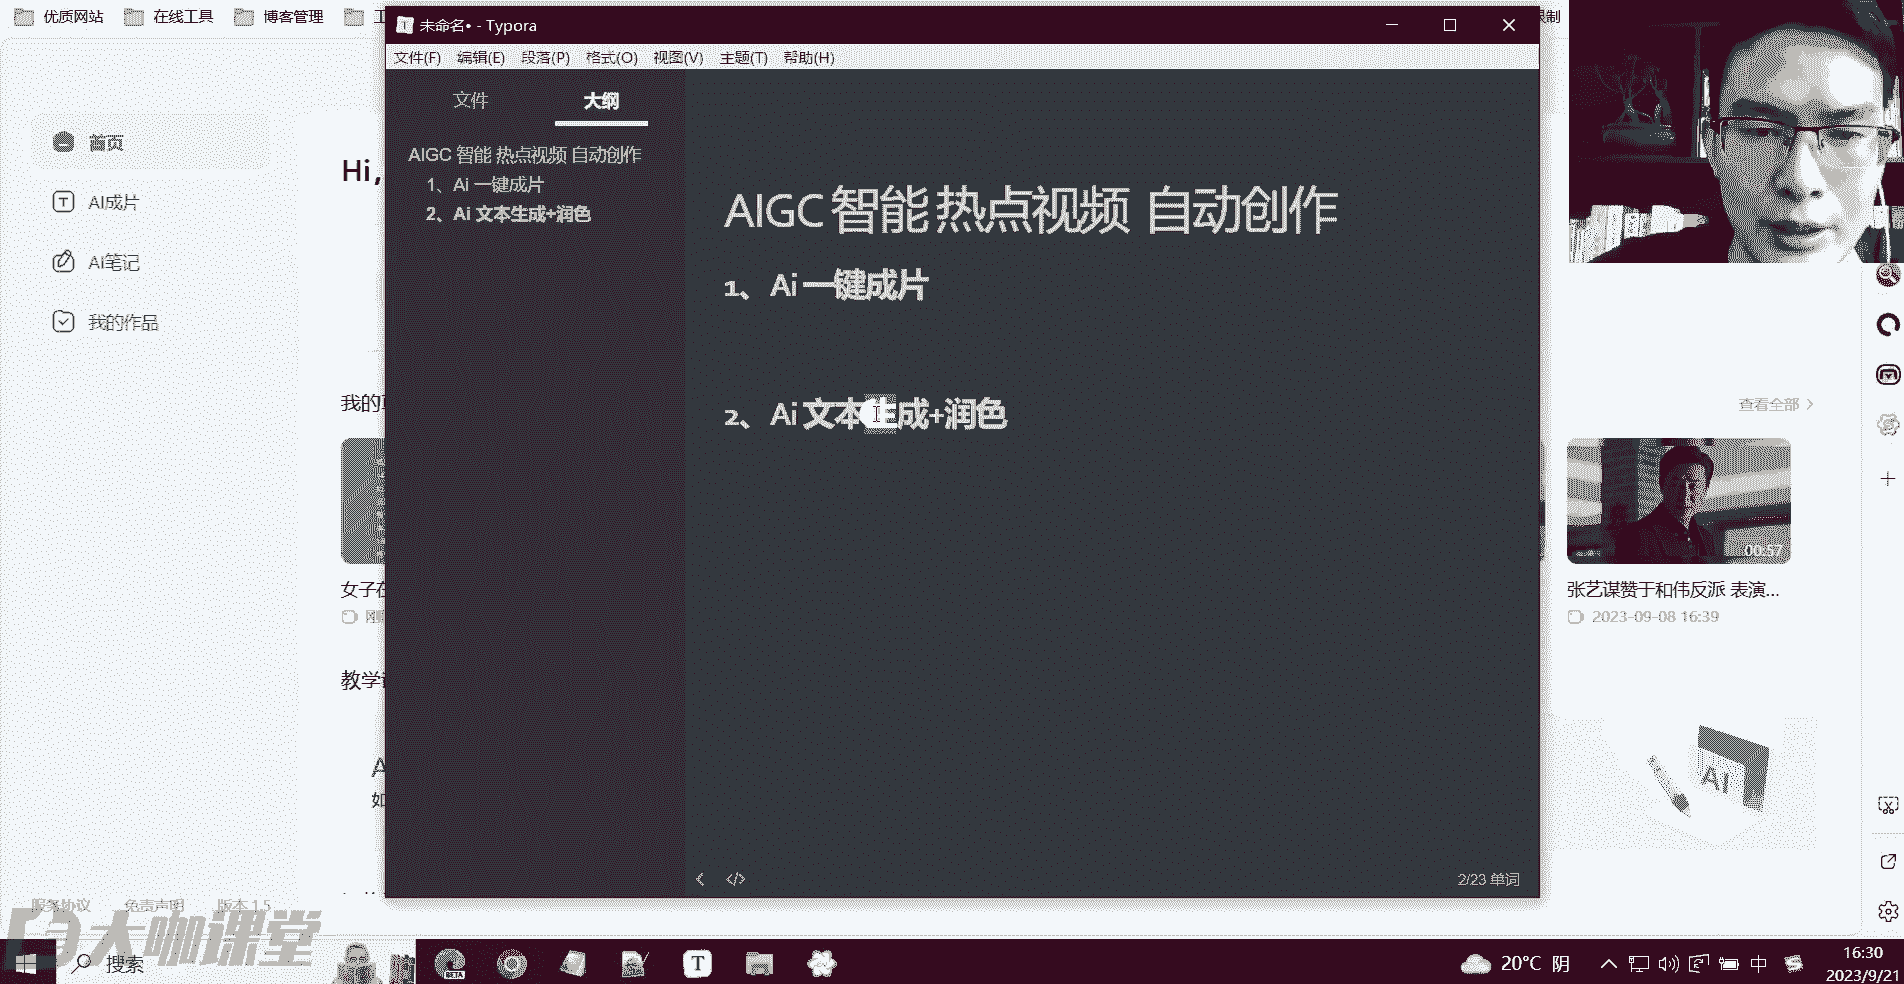 优质网站
在线工具
博客管理
未命名• - Typora
文件(F) 编辑(E) 段落(P) 格式(O) 视图(V) 主题(T) 帮助(H)
文件
大纲
AIGC 智能 热点视频 自动创作
1、Ai 一键成片
2、Ai 文本生成+润色
AIGC 智能 热点视频 自动创作
1、 Ai 一键成片
2、 Ai 文本生成+润色
2/23 单词
首页
AI成片
AI笔记
我的作品
Hi,
我的
查看全部
女子在
00:57
张艺谋赞于和伟反派 表演...
2023-09-08 16:39
教学
如
AI
服务协议
免责声明
版本 1.5
大咖课堂
搜索
BETA
T
20°C 阴
中
16:30
2023/9/21